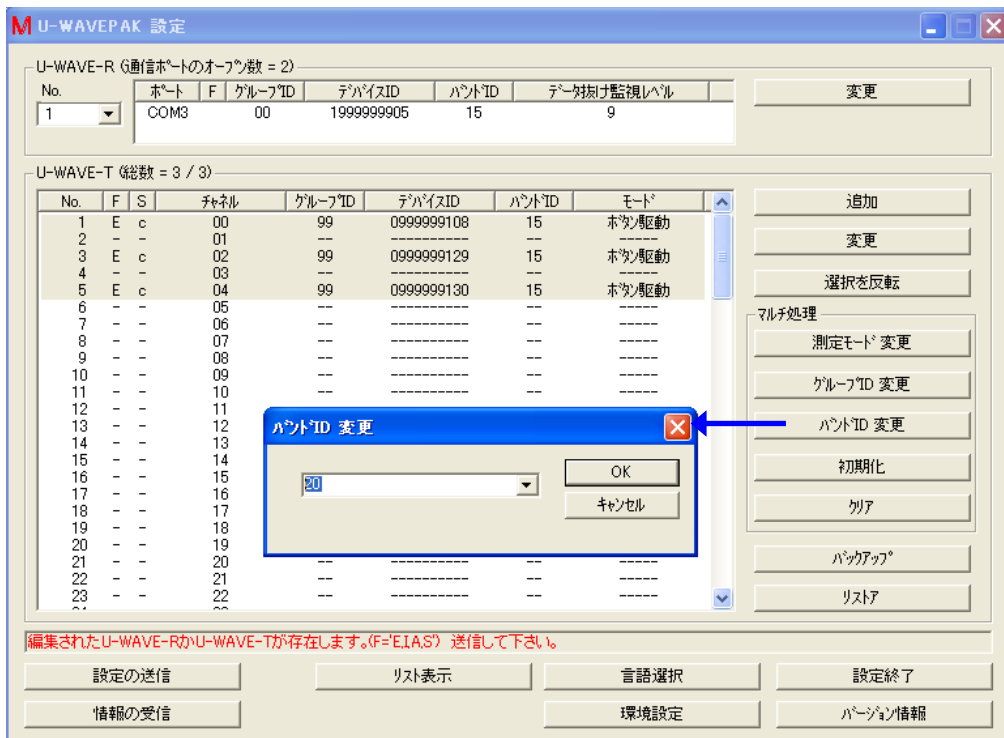 U-WAVEPAK 設定
U-WAVE-R (通信ポートのオープン数 = 2)
No. ポート F グループID デバイスID バンドID データ抜け監視レベル 変更
1 COM3 00 1999999905 15 9
U-WAVE-T (総数 = 3 / 3)
No. F S チャネル グループID デバイスID バンドID モード 追加
1 E c 00 99 0999999108 15 ボタン駆動
2 - - 01 -- ---------- -- -----
変更
3 E c 02 99 0999999129 15 ボタン駆動
4 - - 03 -- ---------- -- -----
選択を反転
5 E c 04 99 0999999130 15 ボタン駆動
6 - - 05 -- ---------- -- -----
マルチ処理
7 - - 06 -- ---------- -- -----
8 - - 07 -- ---------- -- -----
測定モード 変更
9 - - 08 -- ---------- -- -----
10 - - 09 -- ---------- -- -----
グループID 変更
11 - - 10 -- ---------- -- -----
12 - - 11
13 - - 12
バンドID 変更
14 - - 13
15 - - 14
初期化
16 - - 15
17 - - 16
18 - - 17
クリア
19 - - 18
20 - - 19
21 - - 20 -- ---------- -- -----
バックアップ
22 - - 21 -- ---------- -- -----
23 - - 22 -- ---------- -- -----
リストア
バンドID 変更
20
OK
キャンセル
編集されたU-WAVE-RかU-WAVE-Tが存在します。(F='E,I,A,S') 送信して下さい。
設定の送信 リスト表示 言語選択 設定終了
情報の受信 環境設定 バージョン情報